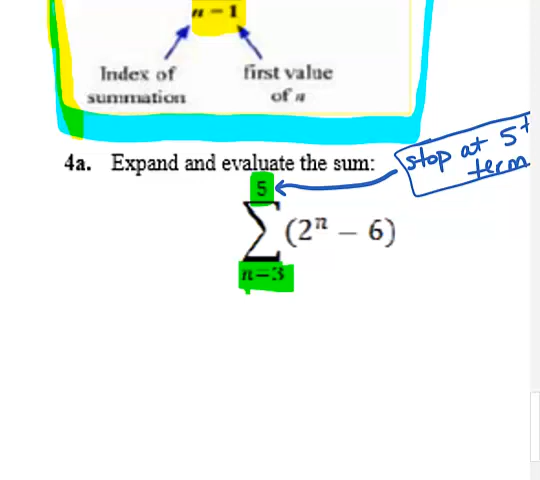 n = 1
Index of
summation
first value
of n
4a. Expand and evaluate the sum:
stop at 5t
term
5
∑ (2ⁿ − 6)
n=3